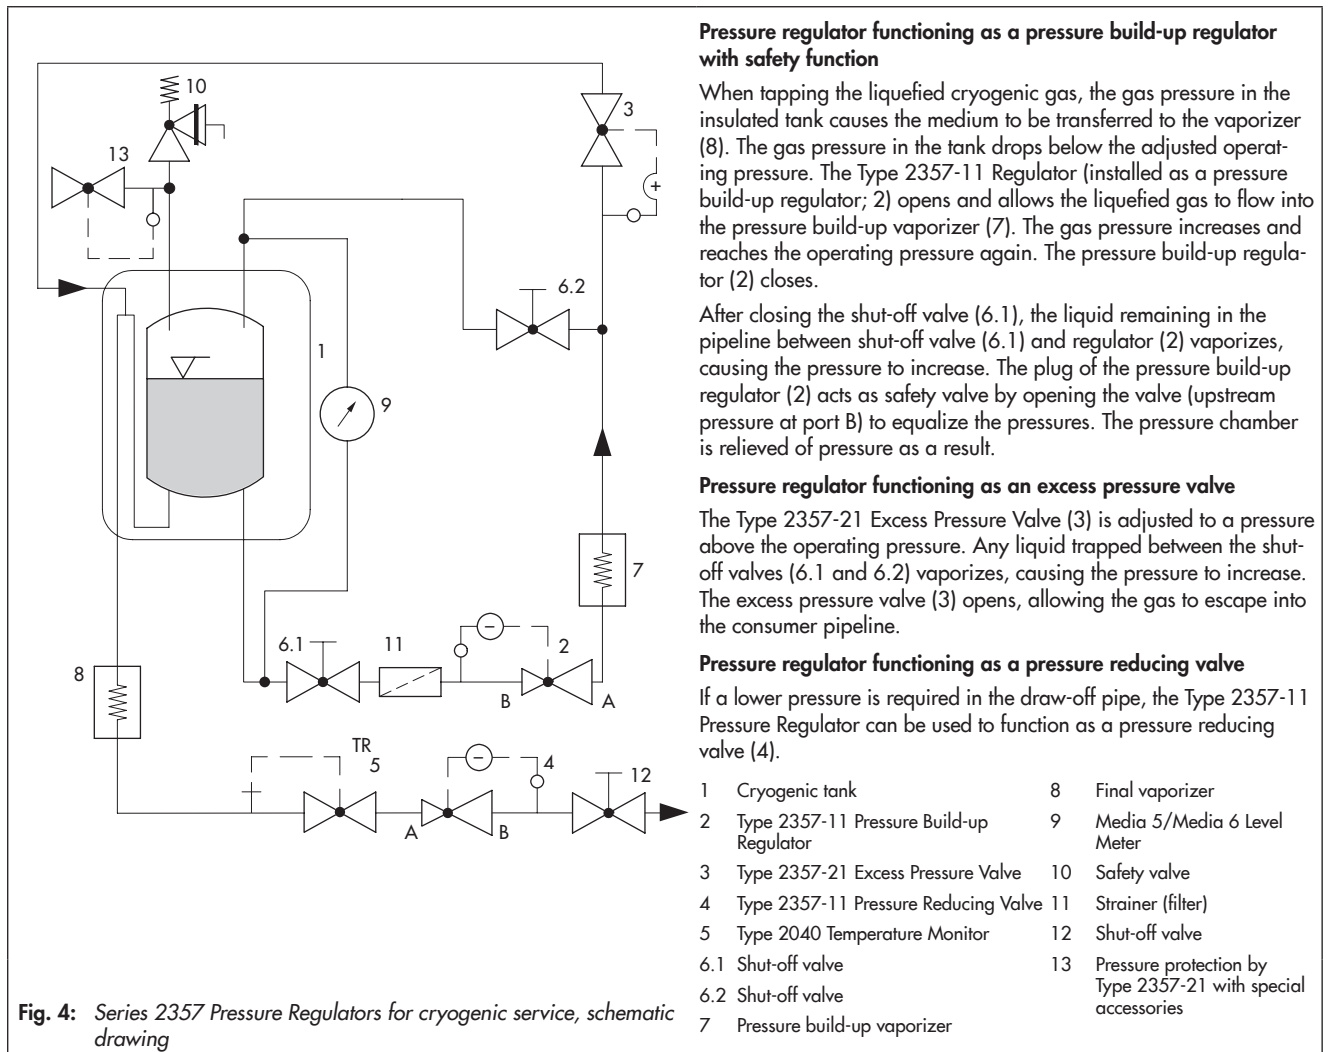 10
3
13
6.2
1
9
7
6.1
11
2
B
A
8
TR
5
4
12
A
B
Fig. 4: Series 2357 Pressure Regulators for cryogenic service, schematic
drawing
Pressure regulator functioning as a pressure build-up regulator
with safety function
When tapping the liquefied cryogenic gas, the gas pressure in the
insulated tank causes the medium to be transferred to the vaporizer
(8). The gas pressure in the tank drops below the adjusted operat-
ing pressure. The Type 2357-11 Regulator (installed as a pressure
build-up regulator; 2) opens and allows the liquefied gas to flow into
the pressure build-up vaporizer (7). The gas pressure increases and
reaches the operating pressure again. The pressure build-up regula-
tor (2) closes.
After closing the shut-off valve (6.1), the liquid remaining in the
pipeline between shut-off valve (6.1) and regulator (2) vaporizes,
causing the pressure to increase. The plug of the pressure build-up
regulator (2) acts as safety valve by opening the valve (upstream
pressure at port B) to equalize the pressures. The pressure chamber
is relieved of pressure as a result.
Pressure regulator functioning as an excess pressure valve
The Type 2357-21 Excess Pressure Valve (3) is adjusted to a pressure
above the operating pressure. Any liquid trapped between the shut-
off valves (6.1 and 6.2) vaporizes, causing the pressure to increase.
The excess pressure valve (3) opens, allowing the gas to escape into
the consumer pipeline.
Pressure regulator functioning as a pressure reducing valve
If a lower pressure is required in the draw-off pipe, the Type 2357-11
Pressure Regulator can be used to function as a pressure reducing
valve (4).
1 Cryogenic tank
2 Type 2357-11 Pressure Build-up
Regulator
3 Type 2357-21 Excess Pressure Valve
4 Type 2357-11 Pressure Reducing Valve
5 Type 2040 Temperature Monitor
6.1 Shut-off valve
6.2 Shut-off valve
7 Pressure build-up vaporizer
8 Final vaporizer
9 Media 5/Media 6 Level
Meter
10 Safety valve
11 Strainer (filter)
12 Shut-off valve
13 Pressure protection by
Type 2357-21 with special
accessories